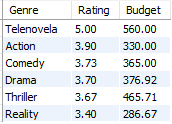 Genre Rating Budget
Telenovela 5.00 560.00
Action 3.90 330.00
Comedy 3.73 365.00
Drama 3.70 376.92
Thriller 3.67 465.71
Reality 3.40 286.67